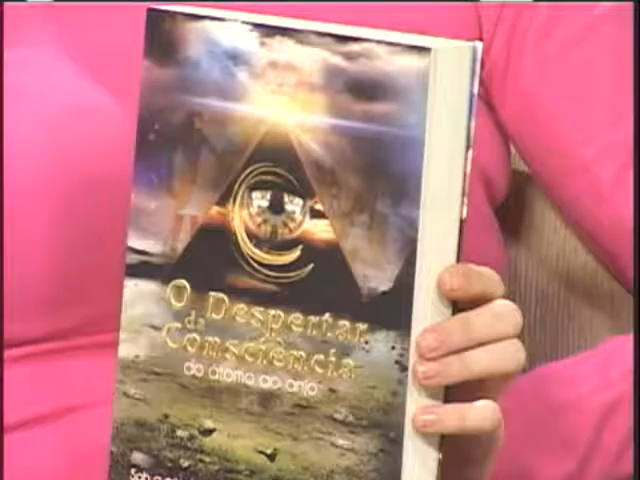 O Despertar
da
Consciência
do átomo ao anjo